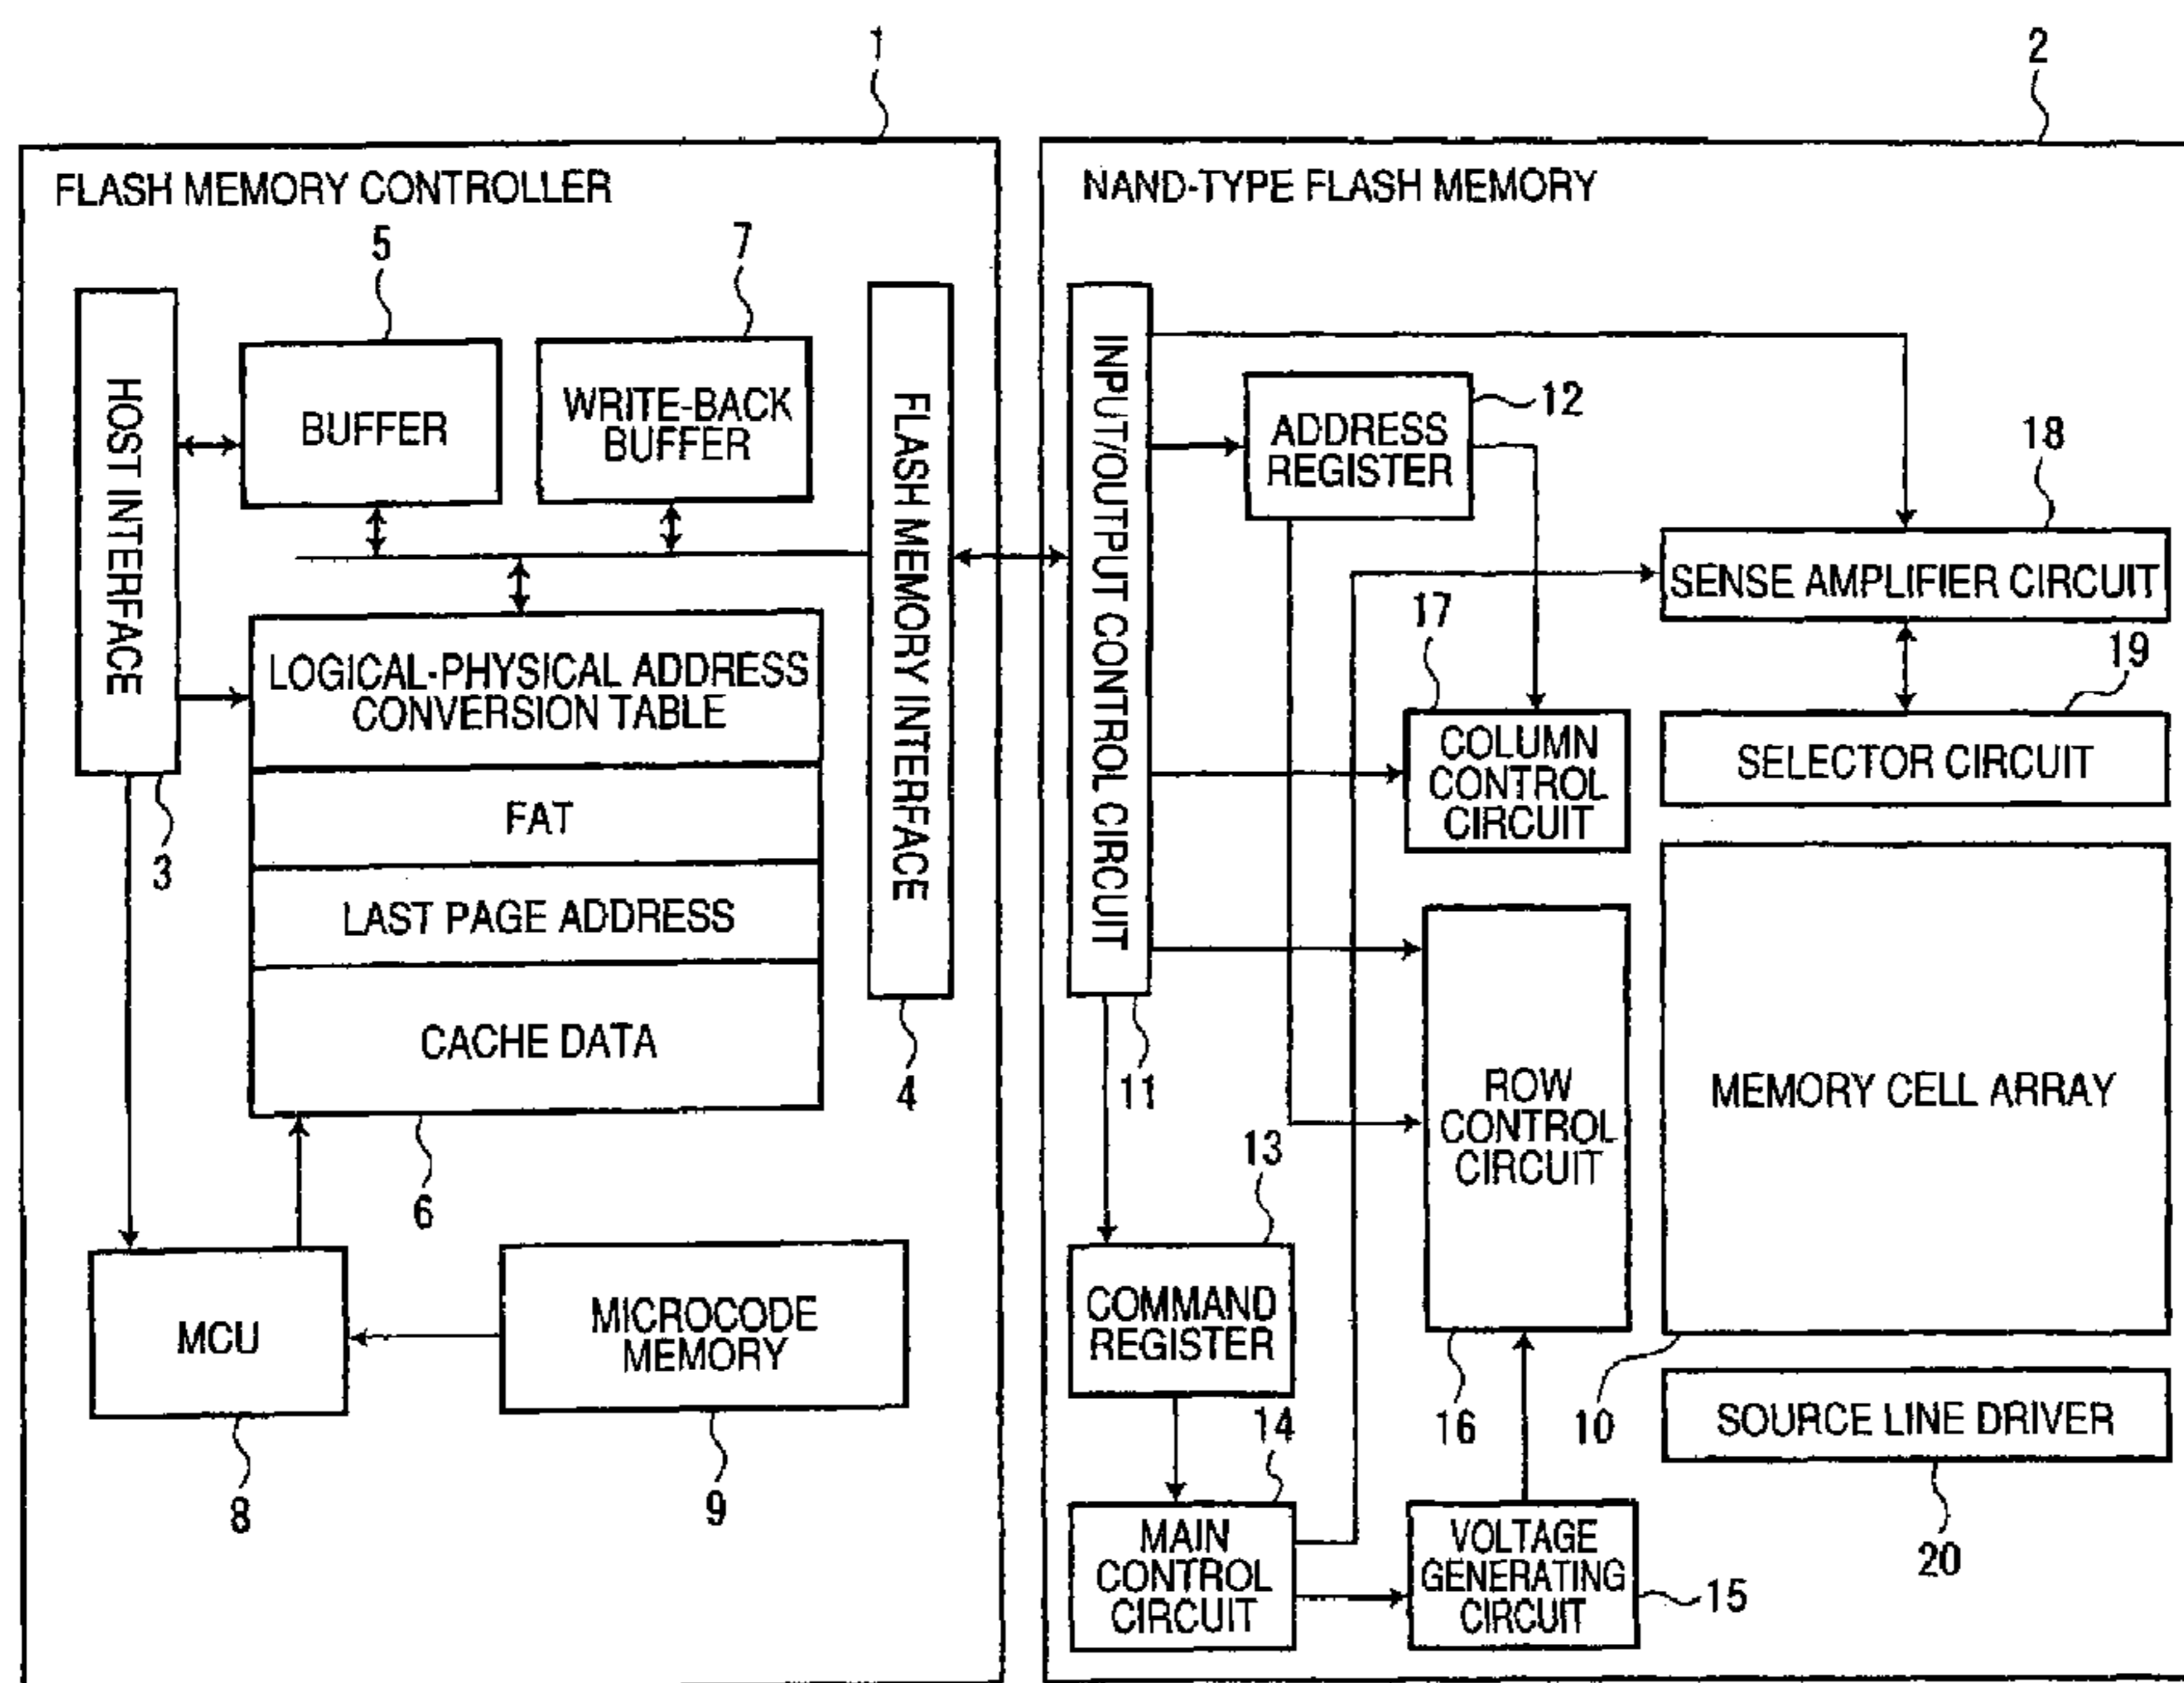 1
2
FLASH MEMORY CONTROLLER
5
7
HOST INTERFACE
BUFFER
WRITE-BACK
BUFFER
FLASH MEMORY INTERFACE
LOGICAL-PHYSICAL ADDRESS
CONVERSION TABLE
FAT
LAST PAGE ADDRESS
CACHE DATA
3
4
6
MCU
MICROCODE
MEMORY
8
9
NAND-TYPE FLASH MEMORY
INPUT/OUTPUT CONTROL CIRCUIT
ADDRESS
REGISTER
12
18
SENSE AMPLIFIER CIRCUIT
17
19
COLUMN
CONTROL
CIRCUIT
SELECTOR CIRCUIT
11
ROW
CONTROL
CIRCUIT
MEMORY CELL ARRAY
13
COMMAND
REGISTER
16
10
14
SOURCE LINE DRIVER
MAIN
CONTROL
CIRCUIT
VOLTAGE
GENERATING
CIRCUIT
15
20